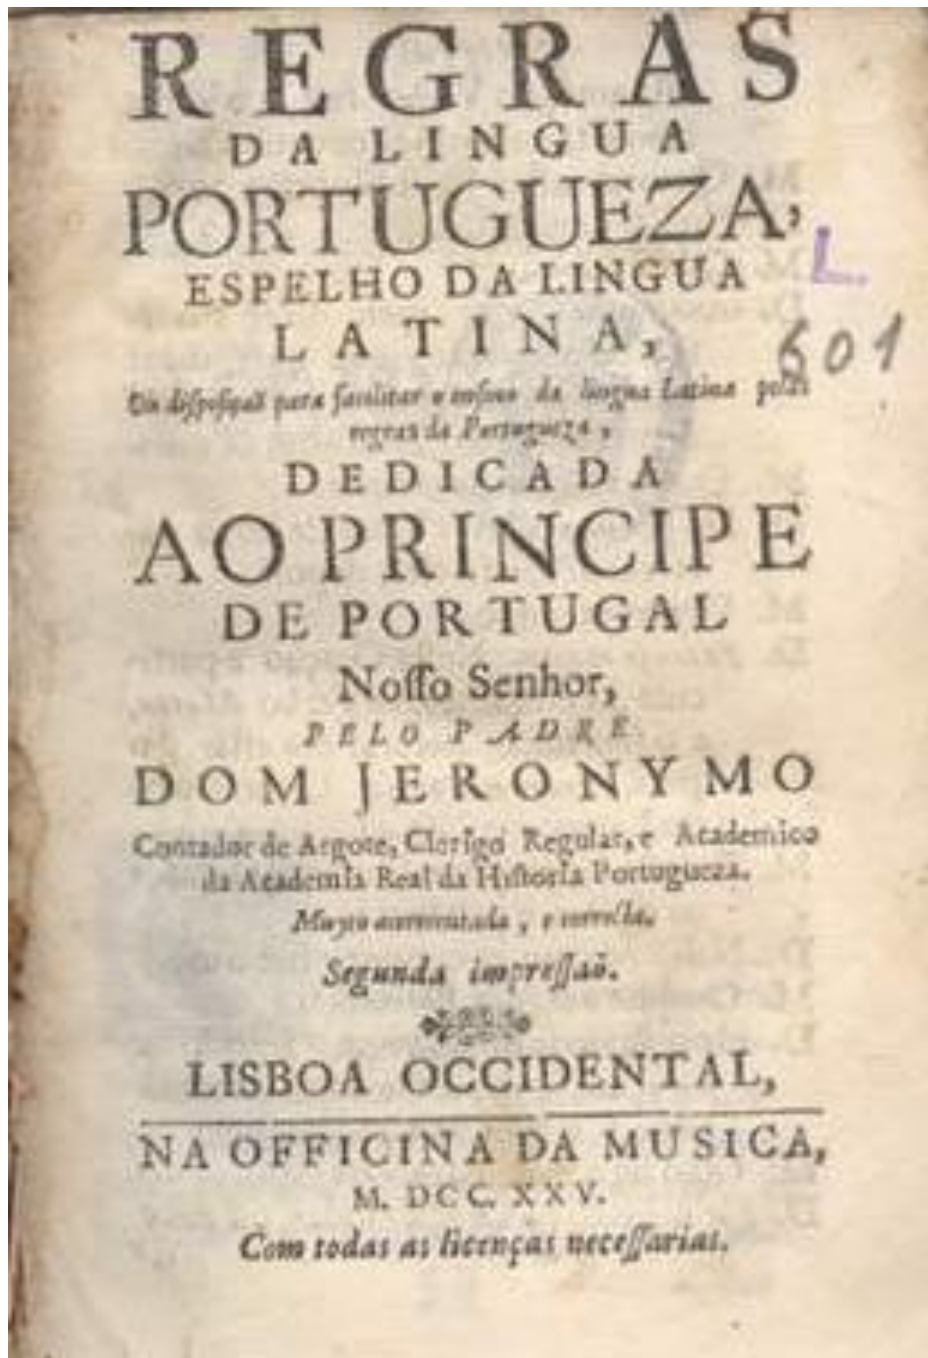 REGRAS
DA LINGUA
PORTUGUEZA,
ESPELHO DA LINGUA
LATINA,
L.
601
Ou disposiçaõ para facilitar o ensino da lingua Latina pelas
regras da Portugueza,
DEDICADA
AO PRINCIPE
DE PORTUGAL
Noſſo Senhor,
PELO PADRE
DOM JERONYMO
Contador de Argote, Clerigo Regular, e Academico
da Academia Real da Hiſtoria Portugueza.
Muyto accrecentada, e correcta.
Segunda impreſſaõ.
LISBOA OCCIDENTAL,
NA OFFICINA DA MUSICA,
M. DCC. XXV.
Com todas as licenças neceſſarias.